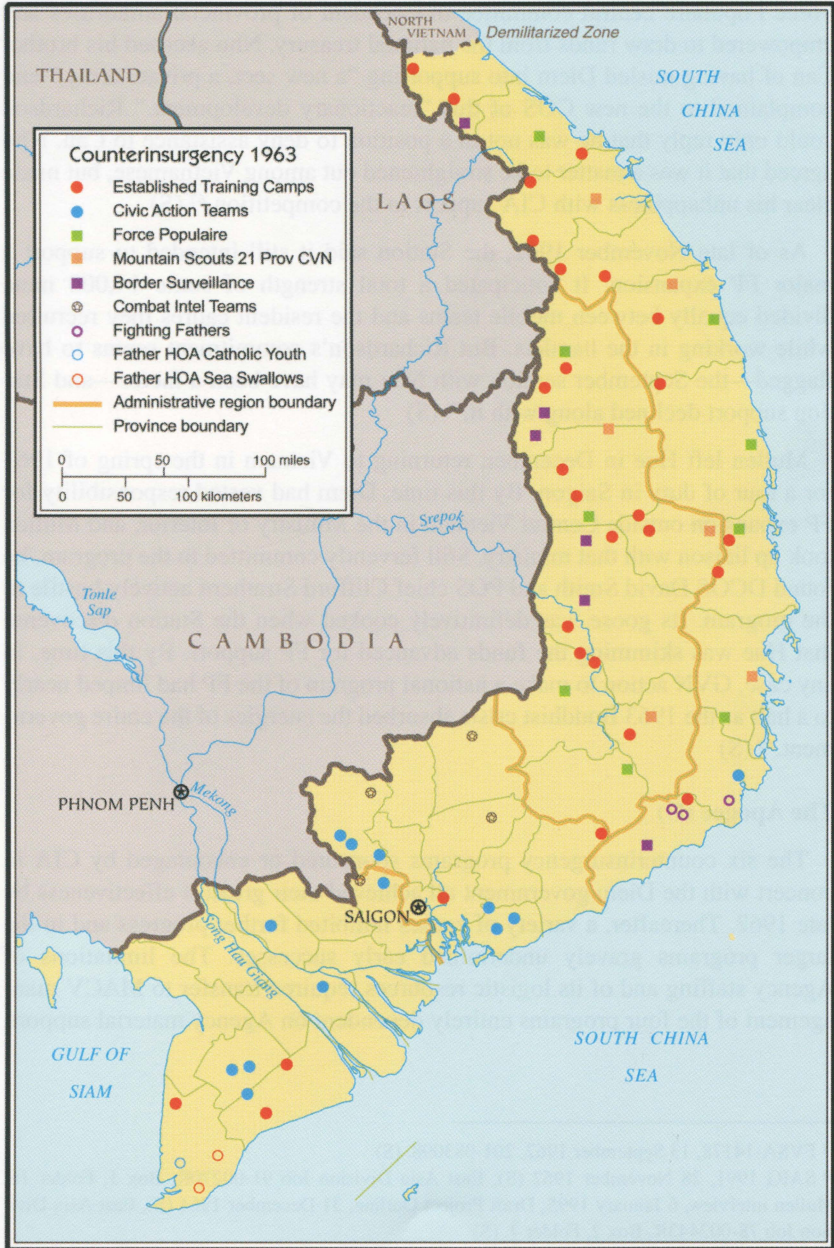 NORTH
VIETNAM
Demilitarized Zone
THAILAND
SOUTH
CHINA
SEA
LAOS
Counterinsurgency 1963
Established Training Camps
Civic Action Teams
Force Populaire
Mountain Scouts 21 Prov CVN
Border Surveillance
Combat Intel Teams
Fighting Fathers
Father HOA Catholic Youth
Father HOA Sea Swallows
Administrative region boundary
Province boundary
0 50 100 miles
0 50 100 kilometers
Srepok
Tonle
Sap
CAMBODIA
PHNOM PENH
Mekong
SAIGON
Song Hau Giang
GULF OF
SIAM
SOUTH CHINA
SEA